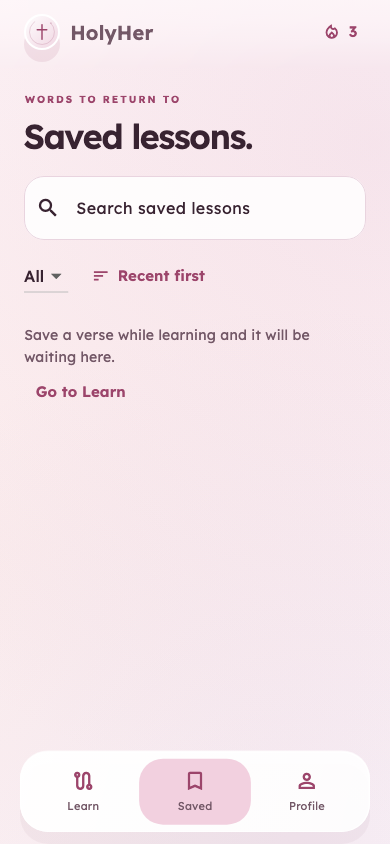 HolyHer
3
WORDS TO RETURN TO
Saved lessons.
Search saved lessons
All
Recent first
Save a verse while learning and it will be
waiting here.
Go to Learn
Learn
Saved
Profile